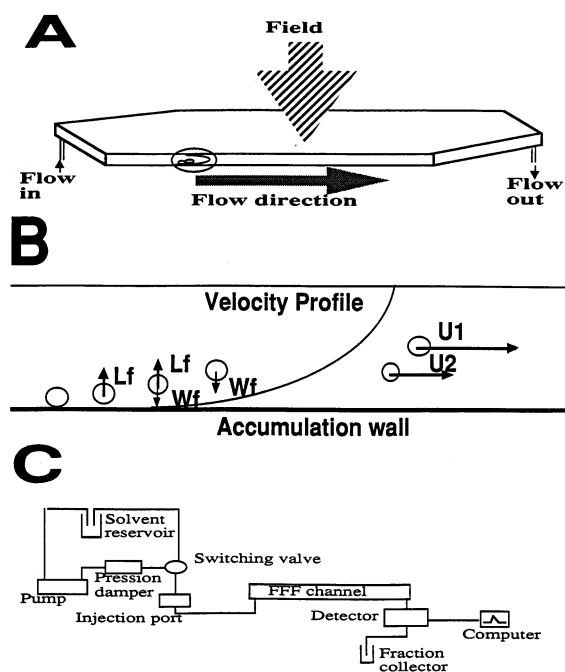 A
Field
Flow
in
Flow direction
Flow
out
B
Velocity Profile
U1
U2
Lf
Lf
Wf
Wf
Accumulation wall
C
Solvent
reservoir
Switching valve
Pression
damper
Pump
Injection port
FFF channel
Detector
Computer
Fraction
collector